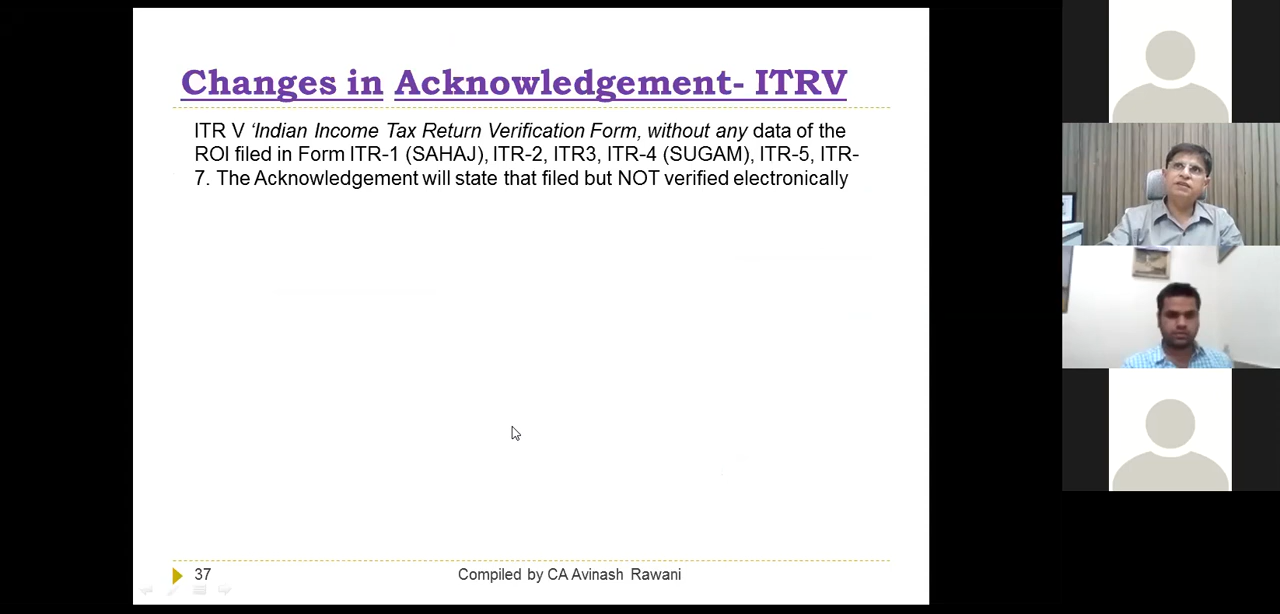 Changes in Acknowledgement- ITRV
ITR V ‘Indian Income Tax Return Verification Form, without any data of the
ROI filed in Form ITR-1 (SAHAJ), ITR-2, ITR3, ITR-4 (SUGAM), ITR-5, ITR-
7. The Acknowledgement will state that filed but NOT verified electronically
37
Compiled by CA Avinash Rawani